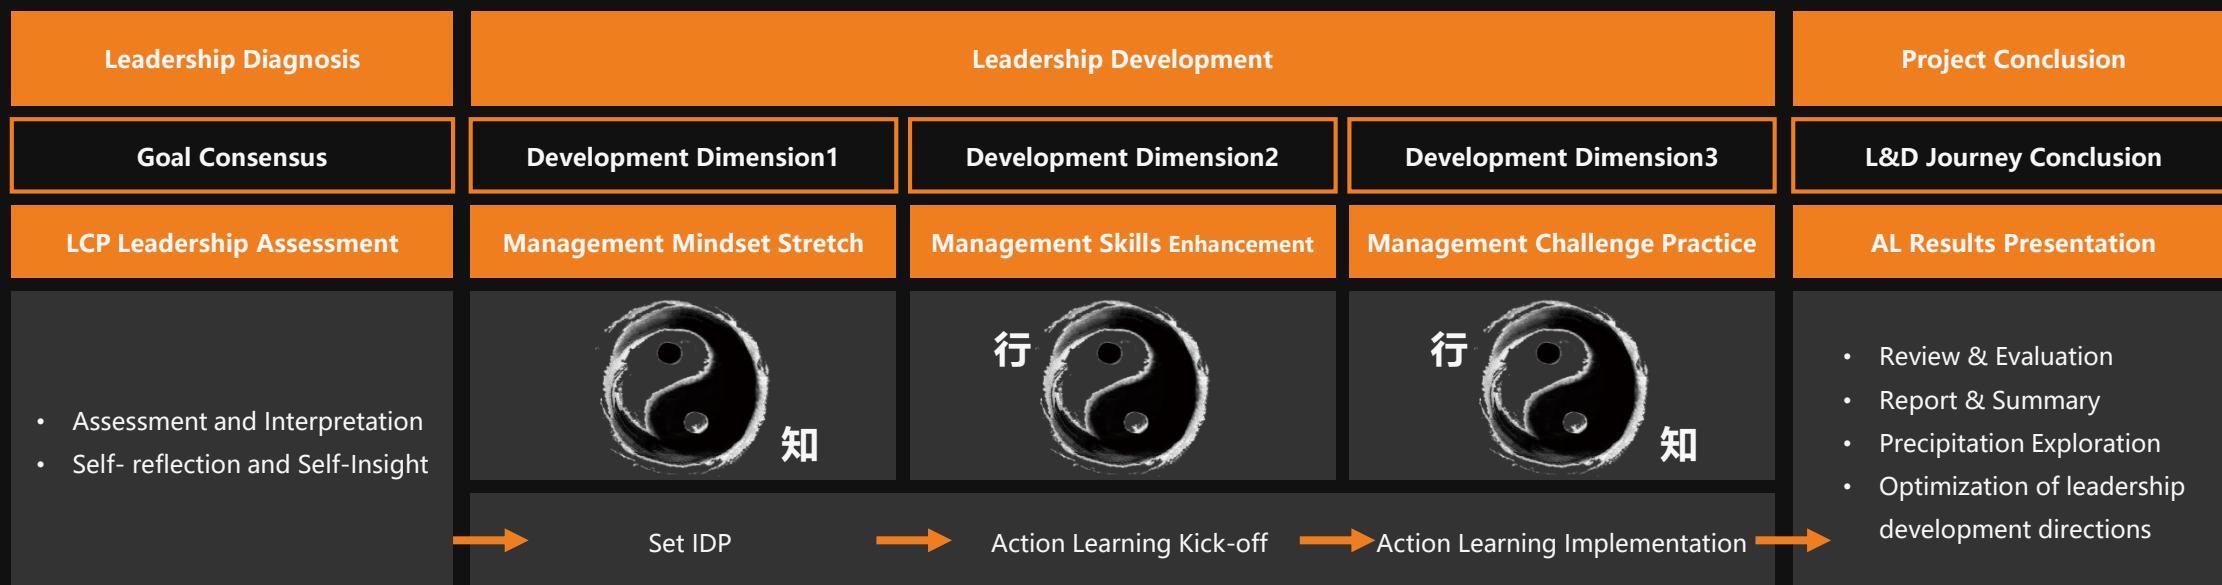 Leadership Diagnosis
Leadership Development
Project Conclusion
Goal Consensus
Development Dimension1
Development Dimension2
Development Dimension3
L&D Journey Conclusion
LCP Leadership Assessment
Management Mindset Stretch
Management Skills Enhancement
Management Challenge Practice
AL Results Presentation
• Assessment and Interpretation
• Self- reflection and Self-Insight
知
行
行
知
Set IDP
Action Learning Kick-off
Action Learning Implementation
• Review & Evaluation
• Report & Summary
• Precipitation Exploration
• Optimization of leadership
development directions